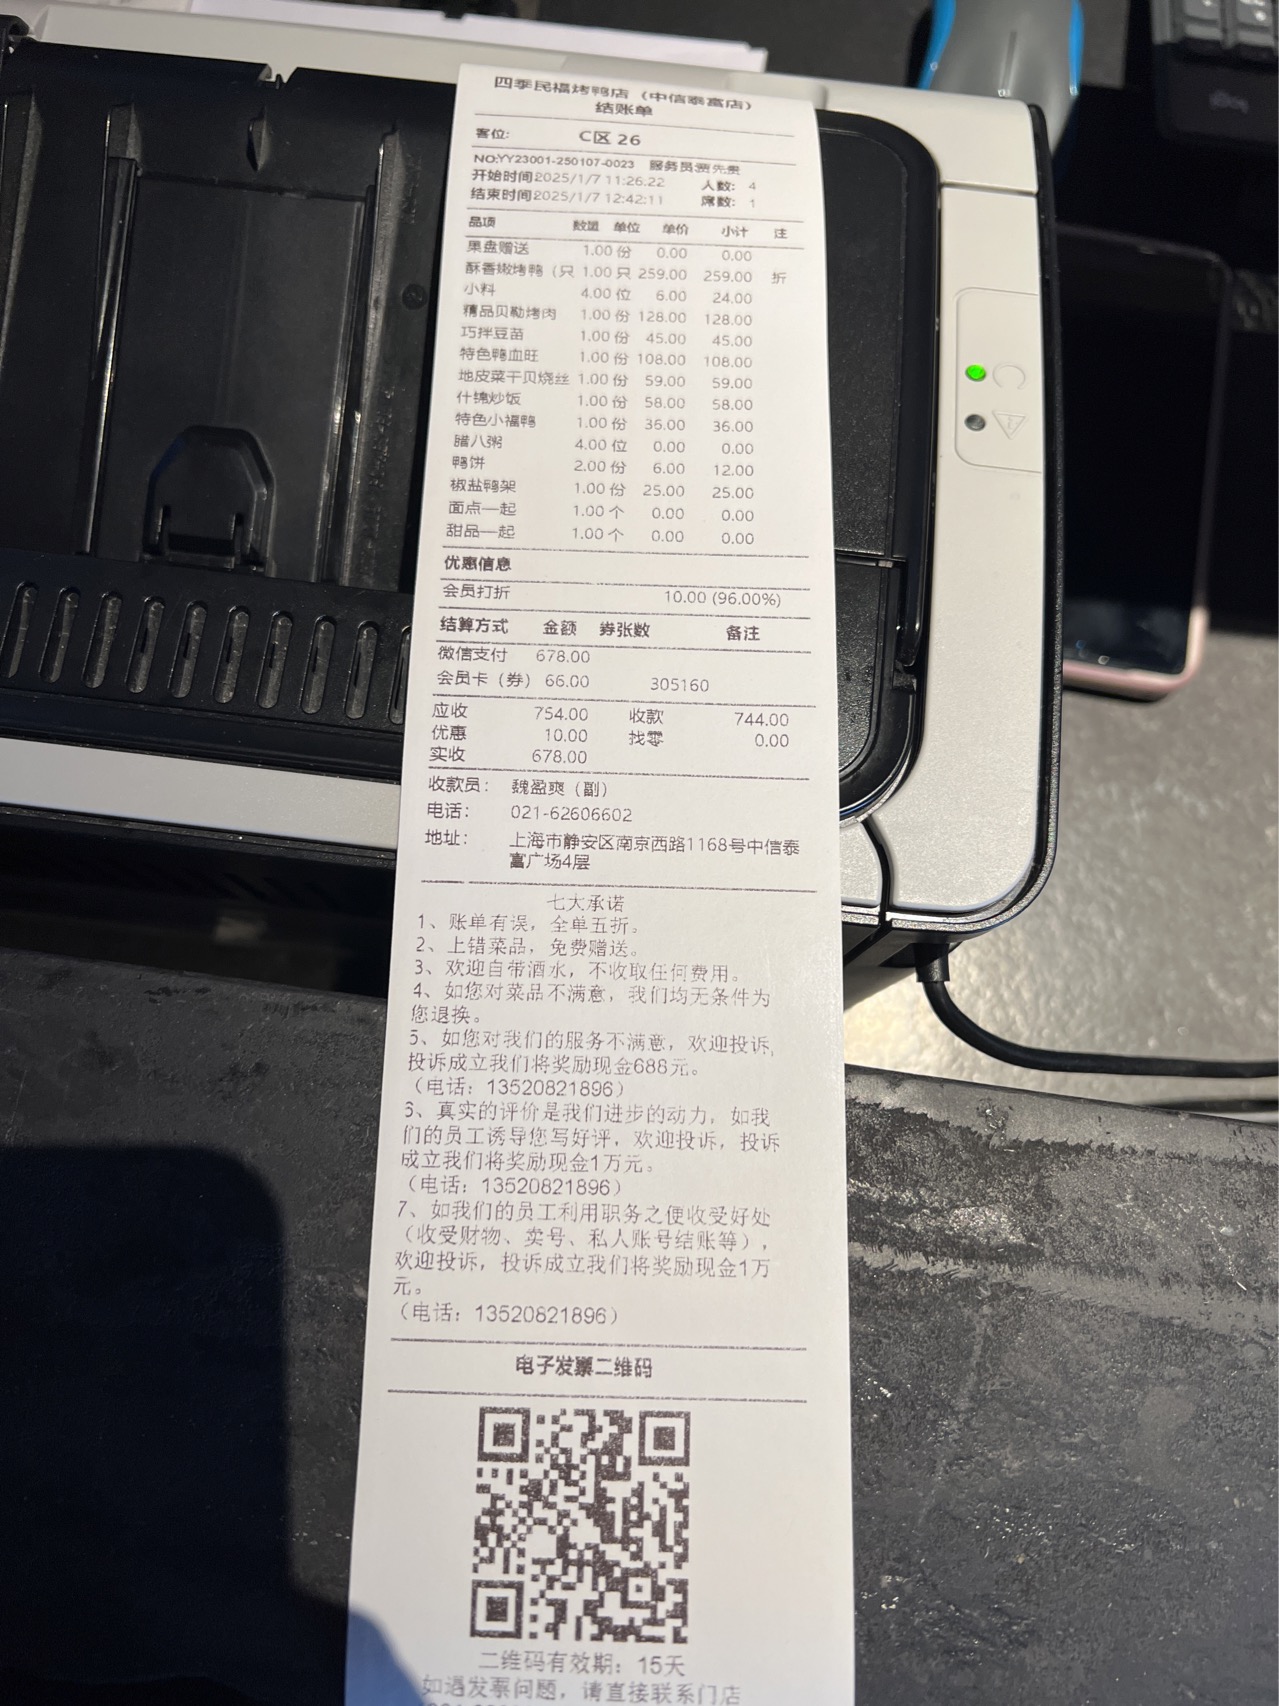 四季民福烤鸭店（中信泰富店）
结账单
客位： C区 26
NO:YY23001-250107-0023 服务员:贾先贵
开始时间2025/1/7 11:26:22 人数： 4
结束时间2025/1/7 12:42:11 席数： 1
品项 数量 单位 单价 小计 注
果盘赠送 1.00 份 0.00 0.00
酥香嫩烤鸭（只 1.00 只 259.00 259.00 折
小料 4.00 位 6.00 24.00
精品贝勒烤肉 1.00 份 128.00 128.00
巧拌豆苗 1.00 份 45.00 45.00
特色鸭血旺 1.00 份 108.00 108.00
地皮菜干贝烧丝 1.00 份 59.00 59.00
什锦炒饭 1.00 份 58.00 58.00
特色小福鸭 1.00 份 36.00 36.00
腊八粥 4.00 位 0.00 0.00
鸭饼 2.00 份 6.00 12.00
椒盐鸭架 1.00 份 25.00 25.00
面点一起 1.00 个 0.00 0.00
甜品一起 1.00 个 0.00 0.00
优惠信息
会员打折 10.00 (96.00%)
结算方式 金额 券张数 备注
微信支付 678.00
会员卡（券） 66.00 305160
应收 754.00 收款 744.00
优惠 10.00 找零 0.00
实收 678.00
收款员： 魏盈爽（副）
电话： 021-62606602
地址： 上海市静安区南京西路1168号中信泰
富广场4层
七大承诺
1、账单有误，全单五折。
2、上错菜品，免费赠送。
3、欢迎自带酒水，不收取任何费用。
4、如您对菜品不满意，我们均无条件为
您退换。
5、如您对我们的服务不满意，欢迎投诉，
投诉成立我们将奖励现金688元。
（电话：13520821896）
6、真实的评价是我们进步的动力，如我
们的员工诱导您写好评，欢迎投诉，投诉
成立我们将奖励现金1万元。
（电话：13520821896）
7、如我们的员工利用职务之便收受好处
（收受财物、卖号、私人账号结账等），
欢迎投诉，投诉成立我们将奖励现金1万
元。
（电话：13520821896）
电子发票二维码
二维码有效期：15天
如遇发票问题，请直接联系门店